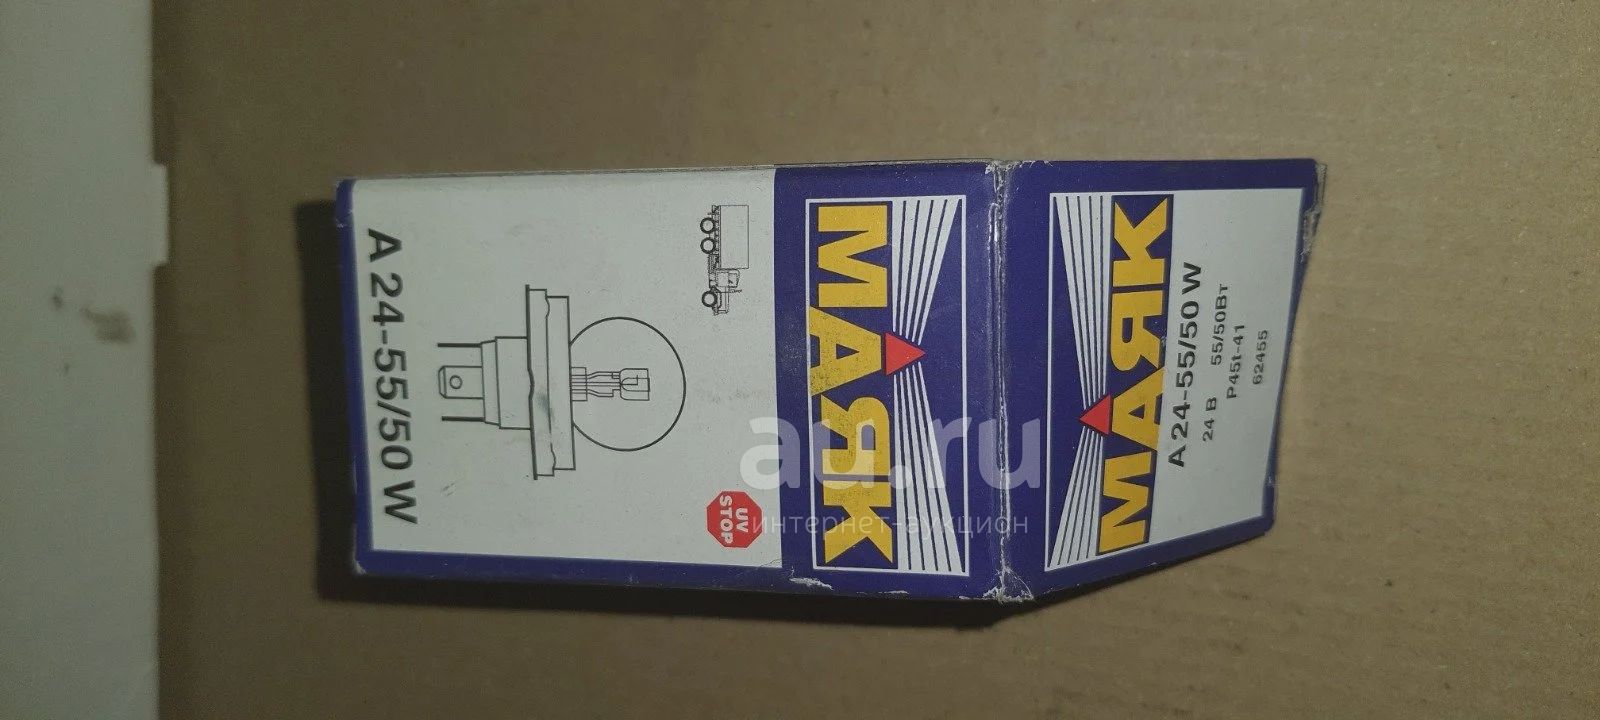 МАЯК
UV
STOP
A 24-55/50 W
МАЯК
A 24-55/50 W
24 В 55/50Вт
P45t-41
62455
au.ru
интернет-аукцион